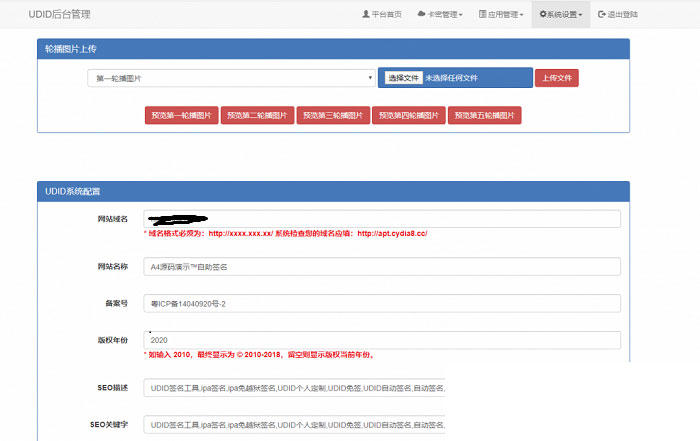 UDID后台管理 平台首页 卡密管理 应用管理 系统设置 退出登陆
轮播图片上传
第一轮播图片 选择文件 未选择任何文件 上传文件
预览第一轮播图片 预览第二轮播图片 预览第三轮播图片 预览第四轮播图片 预览第五轮播图片
UDID系统配置
网站域名
* 域名格式必须为：http://xxxx.xxx.xx/ 系统检查您的域名应填：http://apt.cydia8.cc/
网站名称 A4源码演示™自助签名
备案号 粤ICP备14040920号-2
版权年份 2020
* 如输入 2010，最终显示为 © 2010-2018，留空则显示版权当前年份。
SEO描述 UDID签名工具,ipa签名,ipa免越狱签名,UDID个人定制,UDID免签,UDID自动签名,自动签名,
SEO关键字 UDID签名工具,ipa签名,ipa免越狱签名,UDID个人定制,UDID免签,UDID自动签名,自动签名,